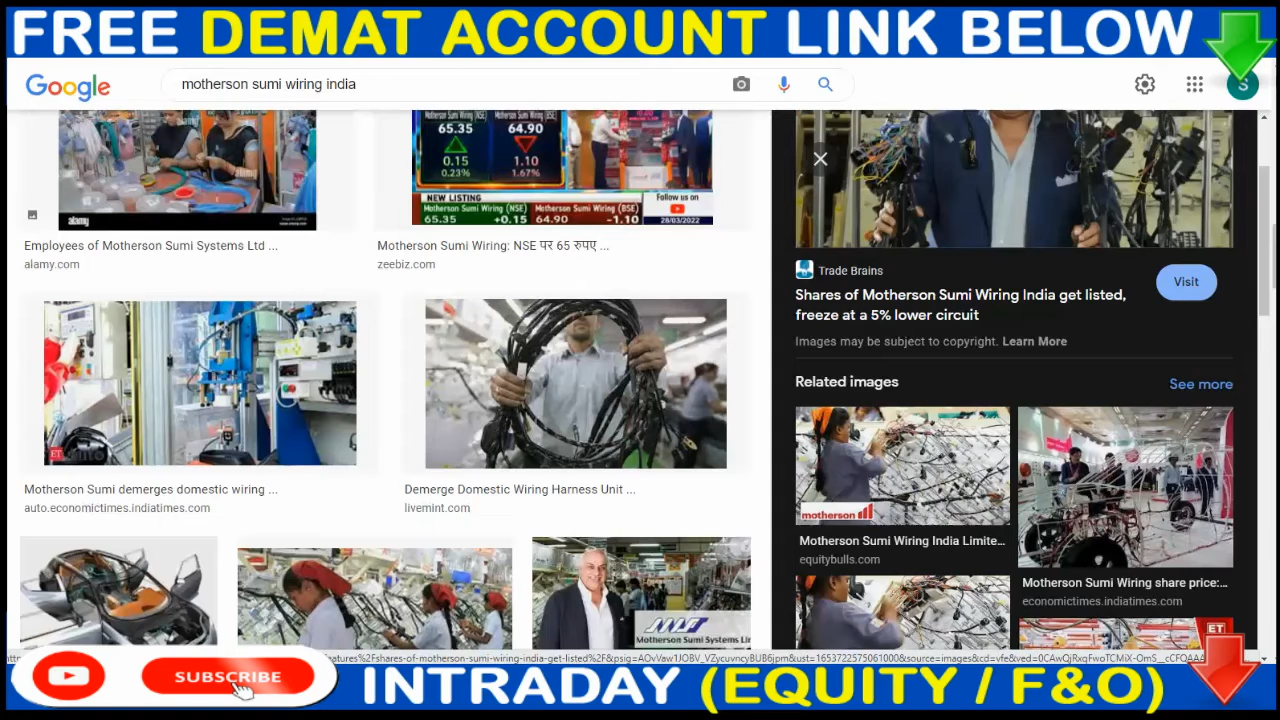 FREE DEMAT ACCOUNT LINK BELOW
Google
motherson sumi wiring india
S
Motherson Sumi Wiring (NSE)
Motherson Sumi Wiring (BSE)
65.35
64.90
0.15
1.10
0.23%
1.67%
NEW LISTING
Motherson Sumi Wiring (NSE)
Motherson Sumi Wiring (BSE)
65.35
+0.15
64.90
-1.10
Follow us on
28/03/2022
alamy
Employees of Motherson Sumi Systems Ltd ...
alamy.com
Motherson Sumi Wiring: NSE पर 65 रुपए ...
zeebiz.com
Trade Brains
Visit
Shares of Motherson Sumi Wiring India get listed,
freeze at a 5% lower circuit
Images may be subject to copyright. Learn More
Related images
See more
ET
Motherson Sumi demerges domestic wiring ...
auto.economictimes.indiatimes.com
Demerge Domestic Wiring Harness Unit ...
livemint.com
motherson
Motherson Sumi Wiring India Limite...
equitybulls.com
Motherson Sumi Wiring share price:...
economictimes.indiatimes.com
Motherson Sumi Systems Lir
ET
SUBSCRIBE
INTRADAY (EQUITY / F&O)